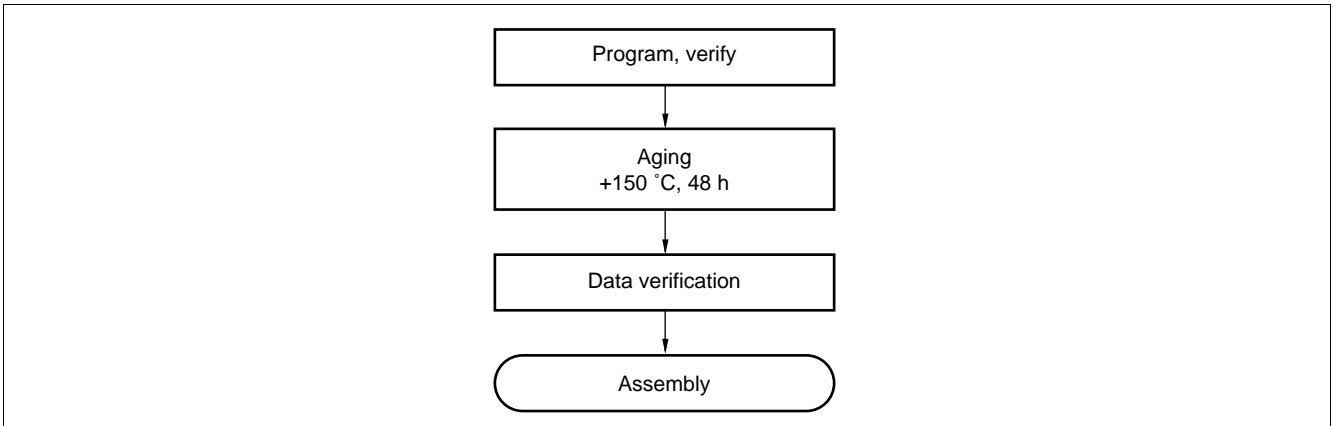 Program, verify
Aging
+150 ˚C, 48 h
Data verification
Assembly